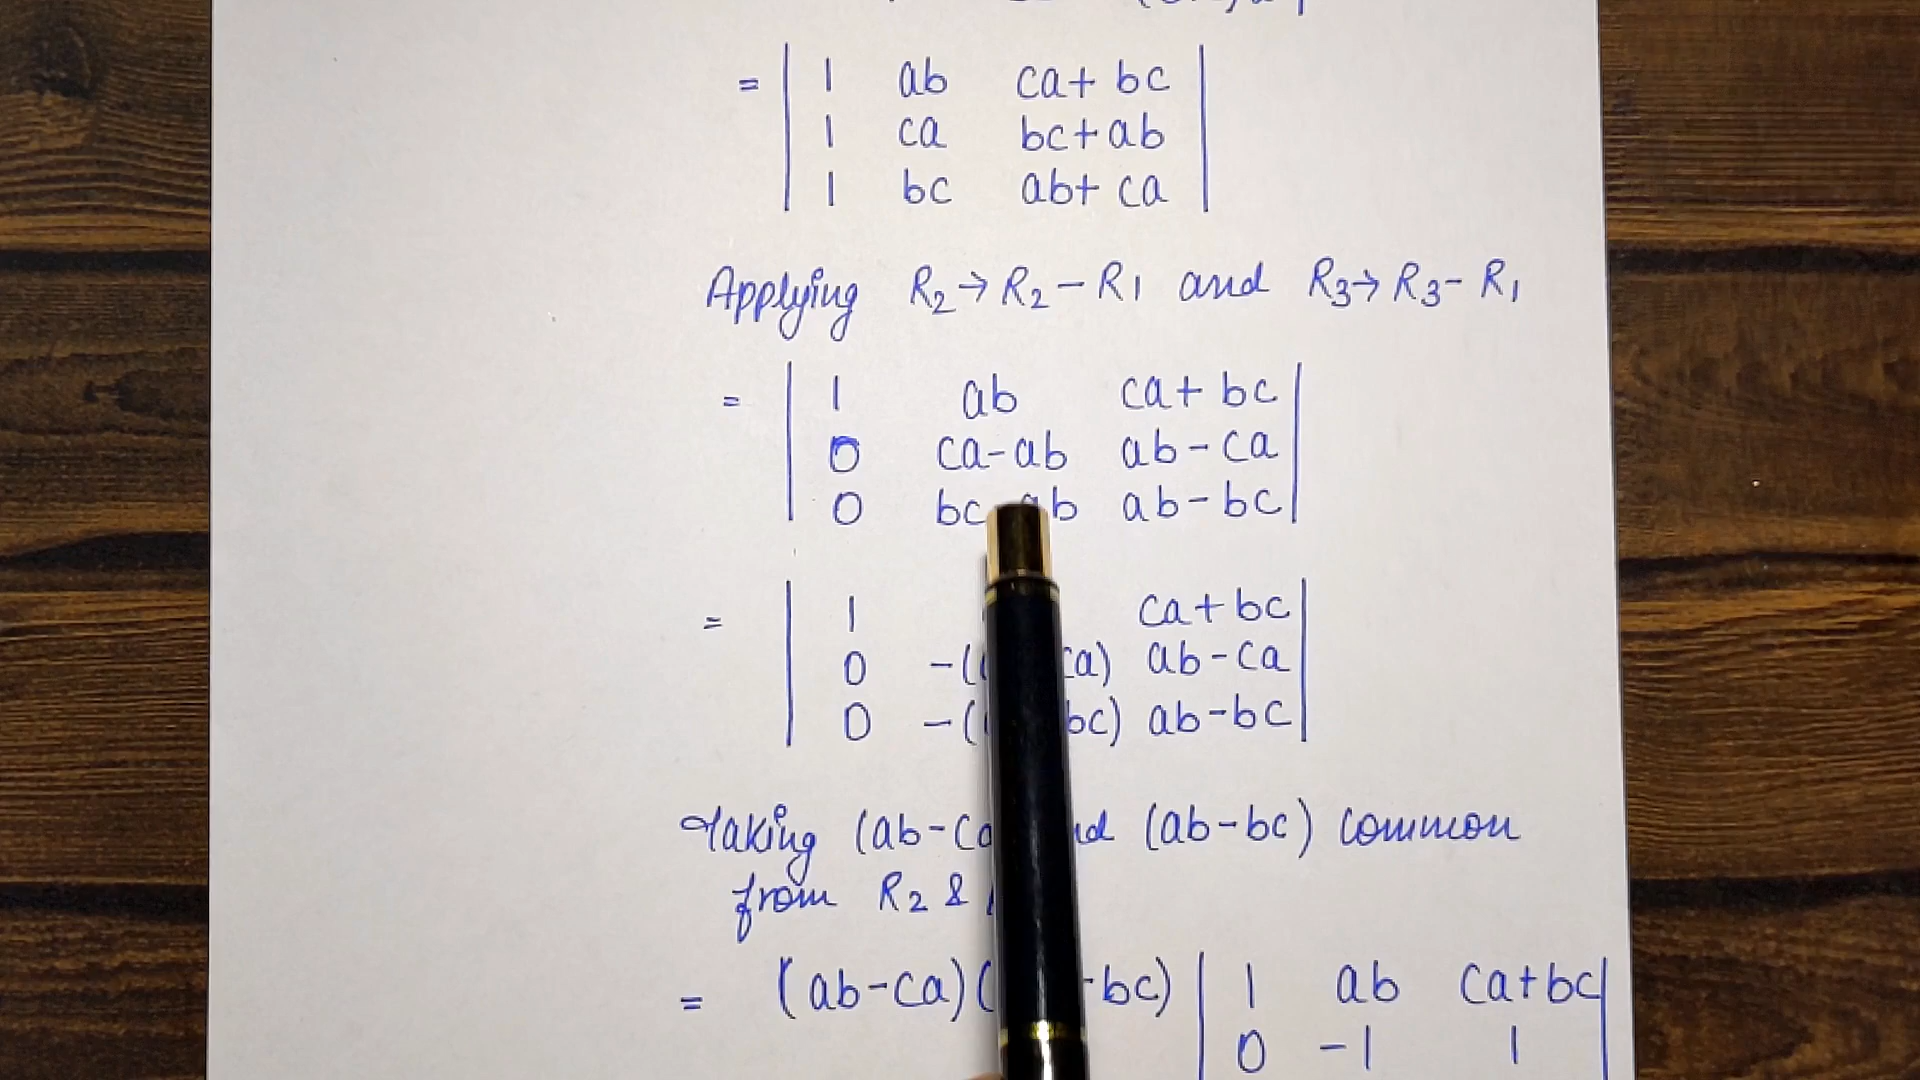 = | 1 ab ca + bc |
| 1 ca bc + ab |
| 1 bc ab + ca |
Applying R₂ → R₂ - R₁ and R₃ → R₃ - R₁
= | 1 ab ca + bc |
| 0 ca - ab ab - ca |
| 0 bc ab ab - bc |
= | 1 ca + bc |
| 0 -( ca) ab - ca |
| 0 -( bc) ab - bc |
Taking (ab - ca (ab - bc) common
from R₂ &
= (ab - ca) ( - bc) | 1 ab ca + bc |
| 0 -1 1 |